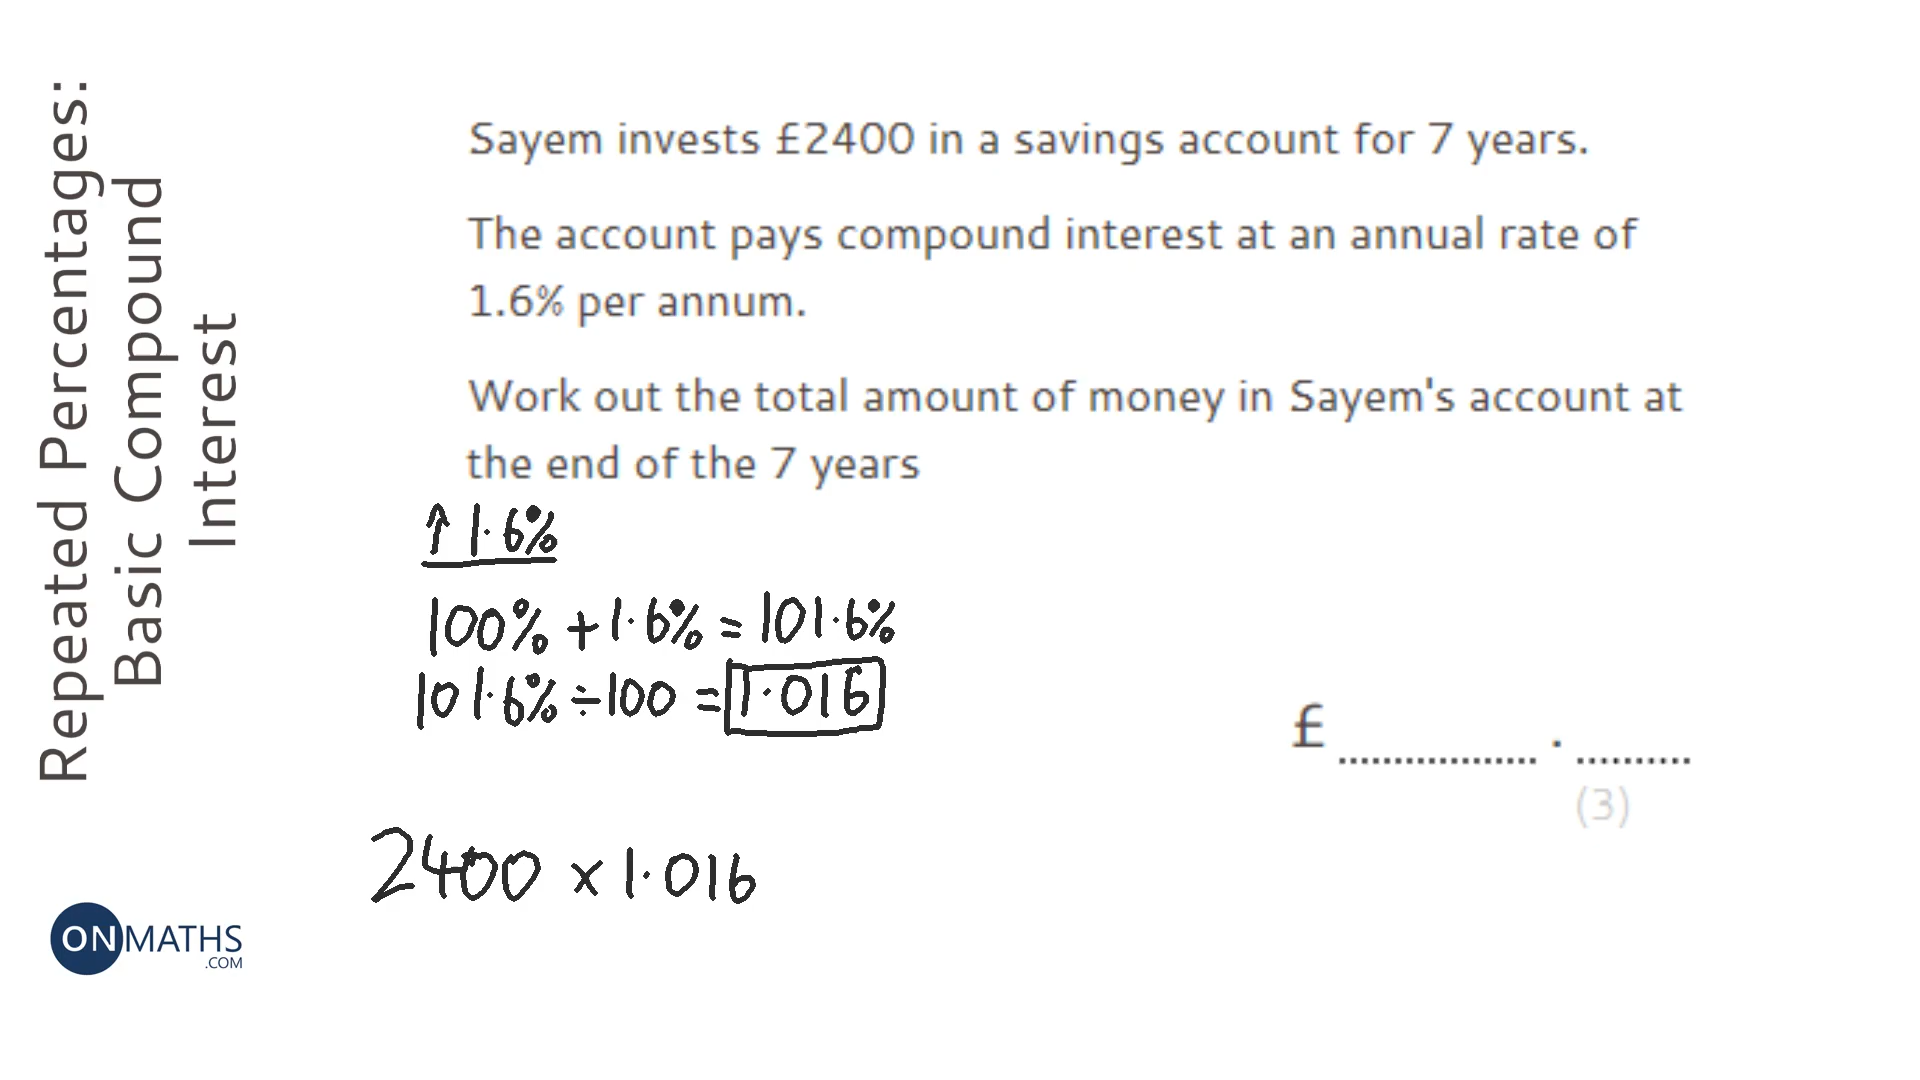 Repeated Percentages:
Basic Compound
Interest
Sayem invests £2400 in a savings account for 7 years.
The account pays compound interest at an annual rate of
1.6% per annum.
Work out the total amount of money in Sayem's account at
the end of the 7 years
↑ 1.6%
100% + 1.6% = 101.6%
101.6% ÷ 100 = 1.016
£ .................. . ...........
(3)
2400 × 1.016
ONMATHS
.COM